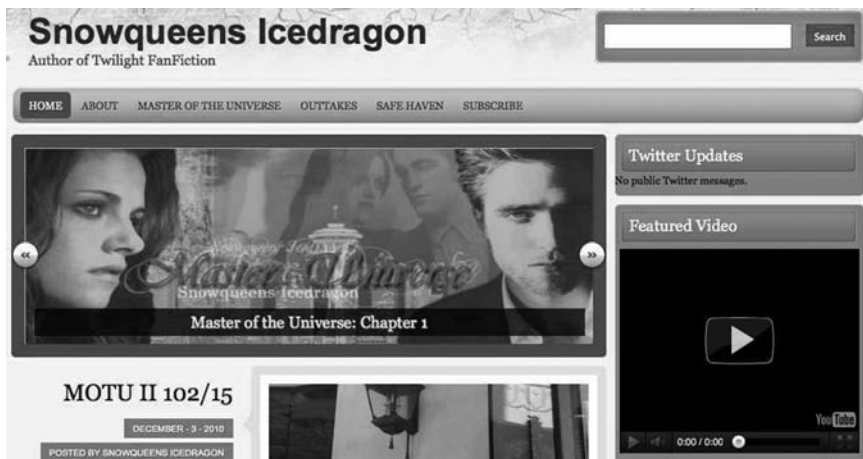 Snowqueens Icedragon
Author of Twilight FanFiction
Search
HOME ABOUT MASTER OF THE UNIVERSE OUTTAKES SAFE HAVEN SUBSCRIBE
Master of the Universe
Snowqueens Icedragon
Master of the Universe: Chapter 1
Twitter Updates
No public Twitter messages.
Featured Video
YouTube
0:00 / 0:00
MOTU II 102/15
DECEMBER - 3 - 2010
POSTED BY SNOWQUEENS ICEDRAGON